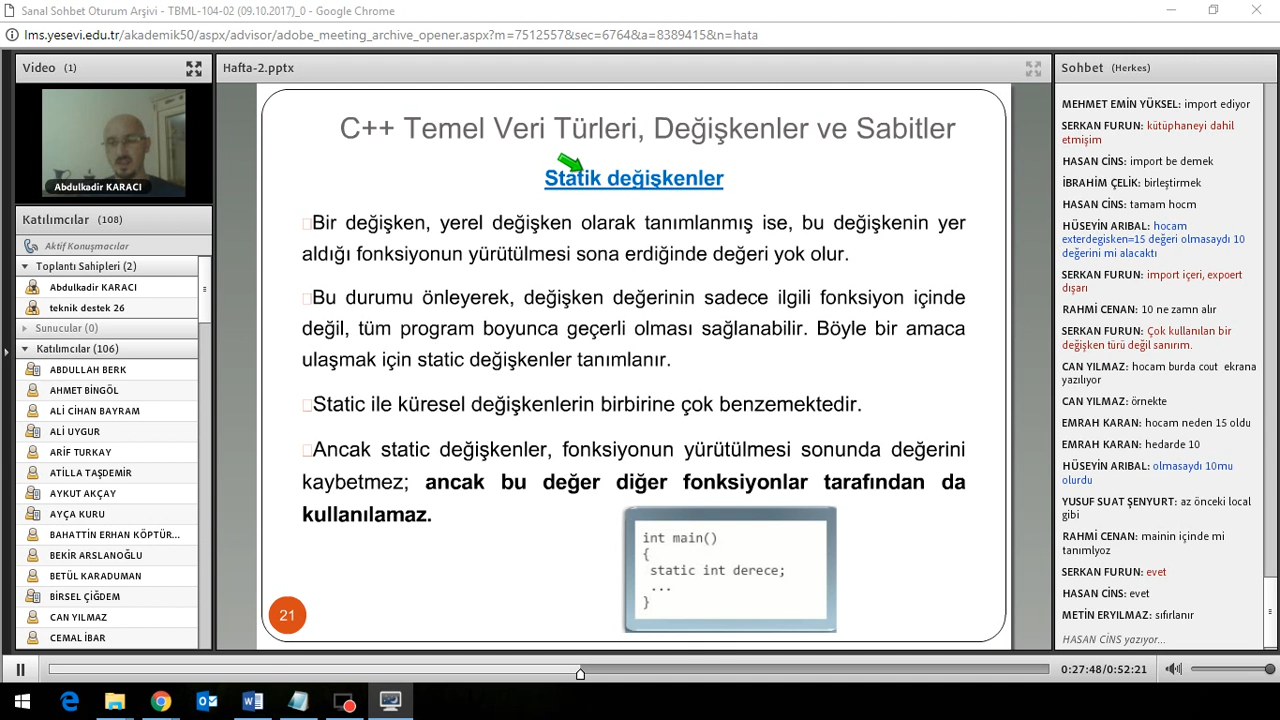 Sanal Sohbet Oturum Arşivi - TBML-104-02 (09.10.2017)_0 - Google Chrome
lms.yesevi.edu.tr/akademik50/aspx/advisor/adobe_meeting_archive_opener.aspx?m=7512557&sec=6764&a=8389415&n=hata
Video (1)
Abdulkadir KARACI
Katılımcılar (108)
Aktif Konuşmacılar
Toplantı Sahipleri (2)
Abdulkadir KARACI
teknik destek 26
Sunucular (0)
Katılımcılar (106)
ABDULLAH BERK
AHMET BİNGÖL
ALİ CİHAN BAYRAM
ALİ UYGUR
ARİF TURKAY
ATİLLA TAŞDEMİR
AYKUT AKÇAY
AYÇA KURU
BAHATTİN ERHAN KÖPTÜR...
BEKİR ARSLANOĞLU
BETÜL KARADUMAN
BİRSEL ÇİĞDEM
CAN YILMAZ
CEMAL İBAR
Hafta-2.pptx
C++ Temel Veri Türleri, Değişkenler ve Sabitler
Statik değişkenler
Bir değişken, yerel değişken olarak tanımlanmış ise, bu değişkenin yer
aldığı fonksiyonun yürütülmesi sona erdiğinde değeri yok olur.
Bu durumu önleyerek, değişken değerinin sadece ilgili fonksiyon içinde
değil, tüm program boyunca geçerli olması sağlanabilir. Böyle bir amaca
ulaşmak için static değişkenler tanımlanır.
Static ile küresel değişkenlerin birbirine çok benzemektedir.
Ancak static değişkenler, fonksiyonun yürütülmesi sonunda değerini
kaybetmez; ancak bu değer diğer fonksiyonlar tarafından da
kullanılamaz.
int main()
{
static int derece;
...
}
21
Sohbet (Herkes)
MEHMET EMİN YÜKSEL: import ediyor
SERKAN FURUN: kütüphaneyi dahil
etmişim
HASAN CİNS: import be demek
İBRAHİM ÇELİK: birleştirmek
HASAN CİNS: tamam hocm
HÜSEYİN ARIBAL: hocam
exterdegisken=15 değeri olmasaydı 10
değerini mi alacaktı
SERKAN FURUN: import içeri, expoert
dışarı
RAHMİ CENAN: 10 ne zamn alır
SERKAN FURUN: Çok kullanılan bir
değişken türü değil sanırım.
CAN YILMAZ: hocam burda cout ekrana
yazılıyor
CAN YILMAZ: örnekte
EMRAH KARAN: hocam neden 15 oldu
EMRAH KARAN: hedarde 10
HÜSEYİN ARIBAL: olmasaydı 10mu
olurdu
YUSUF SUAT ŞENYURT: az önceki local
gibi
RAHMİ CENAN: mainin içinde mi
tanımlyoz
SERKAN FURUN: evet
HASAN CİNS: evet
METİN ERYILMAZ: sıfırlanır
HASAN CİNS yazıyor...
0:27:48/0:52:21